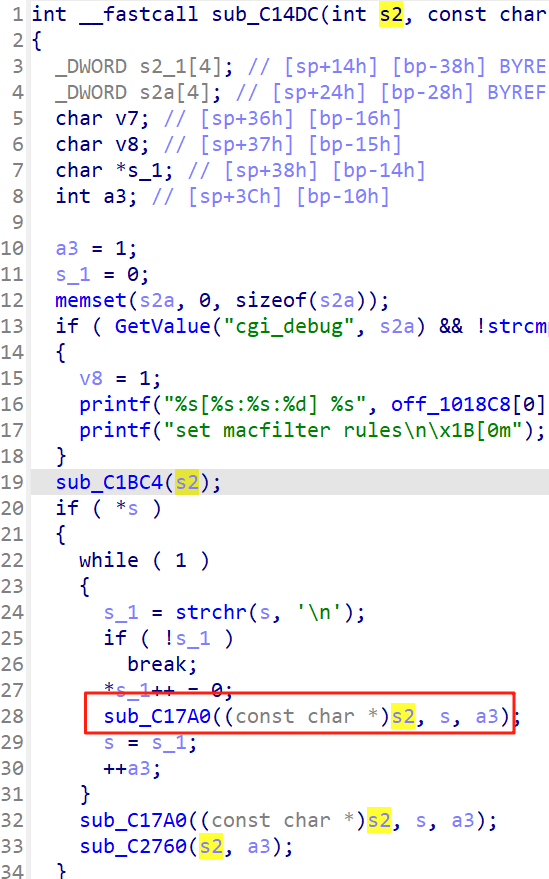 1 int __fastcall sub_C14DC(int s2, const char
2 {
3 _DWORD s2_1[4]; // [sp+14h] [bp-38h] BYRE
4 _DWORD s2a[4]; // [sp+24h] [bp-28h] BYREF
5 char v7; // [sp+36h] [bp-16h]
6 char v8; // [sp+37h] [bp-15h]
7 char *s_1; // [sp+38h] [bp-14h]
8 int a3; // [sp+3Ch] [bp-10h]
9
10 a3 = 1;
11 s_1 = 0;
12 memset(s2a, 0, sizeof(s2a));
13 if ( GetValue("cgi_debug", s2a) && !strcmp
14 {
15 v8 = 1;
16 printf("%s[%s:%s:%d] %s", off_1018C8[0]
17 printf("set macfilter rules\n\x1B[0m");
18 }
19 sub_C1BC4(s2);
20 if ( *s )
21 {
22 while ( 1 )
23 {
24 s_1 = strchr(s, '\n');
25 if ( !s_1 )
26 break;
27 *s_1++ = 0;
28 sub_C17A0((const char *)s2, s, a3);
29 s = s_1;
30 ++a3;
31 }
32 sub_C17A0((const char *)s2, s, a3);
33 sub_C2760(s2, a3);
34 }